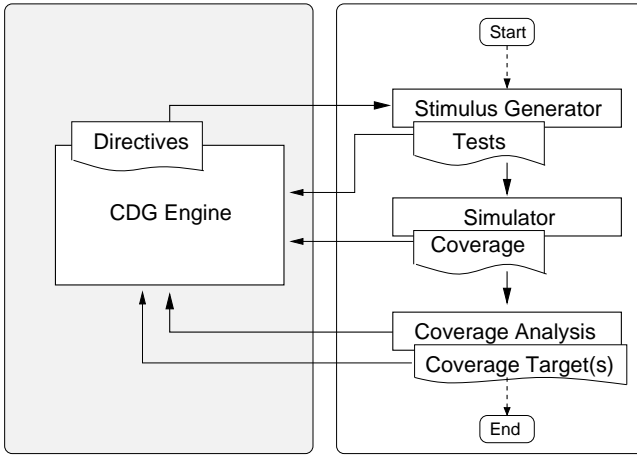 Start
Stimulus Generator
Directives
Tests
CDG Engine
Simulator
Coverage
Coverage Analysis
Coverage Target(s)
End